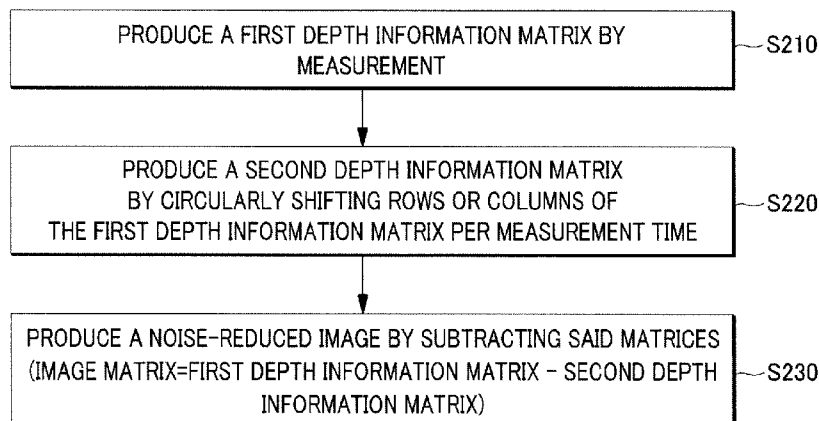 PRODUCE A FIRST DEPTH INFORMATION MATRIX BY
MEASUREMENT
S210
PRODUCE A SECOND DEPTH INFORMATION MATRIX
BY CIRCULARLY SHIFTING ROWS OR COLUMNS OF
THE FIRST DEPTH INFORMATION MATRIX PER MEASUREMENT TIME
S220
PRODUCE A NOISE-REDUCED IMAGE BY SUBTRACTING SAID MATRICES
(IMAGE MATRIX=FIRST DEPTH INFORMATION MATRIX - SECOND DEPTH
INFORMATION MATRIX)
S230